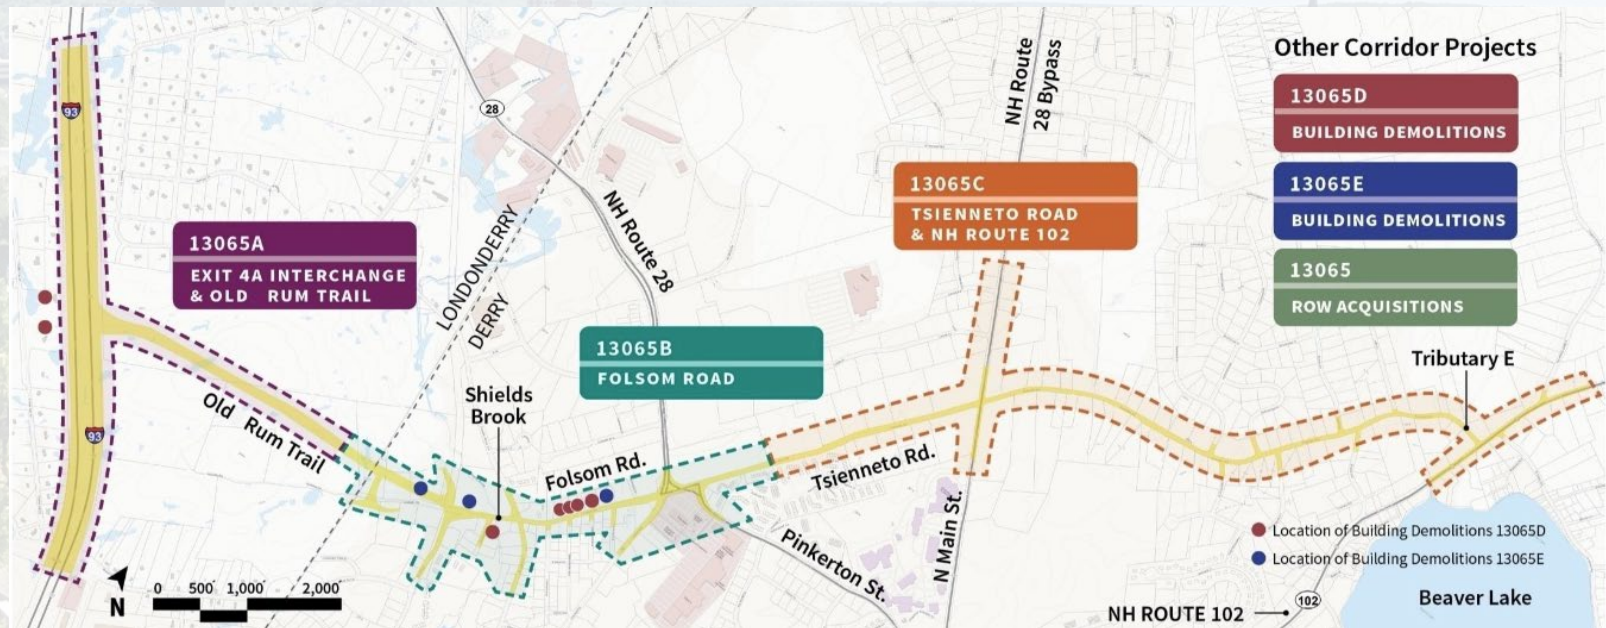 Other Corridor Projects
13065D
BUILDING DEMOLITIONS
13065E
BUILDING DEMOLITIONS
13065
ROW ACQUISITIONS
NH Route
28 Bypass
93
28
13065C
TSIENNETO ROAD
& NH ROUTE 102
13065A
EXIT 4A INTERCHANGE
& OLD RUM TRAIL
LONDONDERRY
DERRY
NH Route 28
13065B
FOLSOM ROAD
Tributary E
Shields
Brook
Old Rum Trail
93
Folsom Rd.
Tsienneto Rd.
N Main St.
Pinkerton St.
Location of Building Demolitions 13065D
Location of Building Demolitions 13065E
Beaver Lake
102
NH ROUTE 102
N
0 500' 1,000' 2,000'